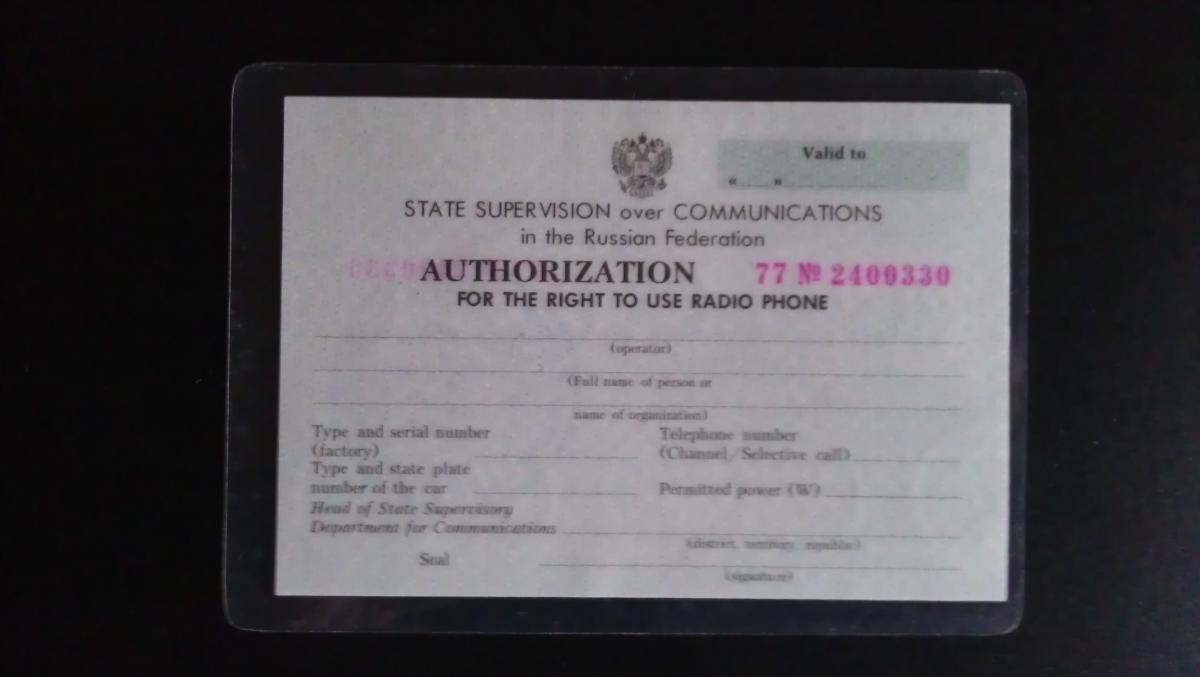 Valid to
“ ”
STATE SUPERVISION over COMMUNICATIONS
in the Russian Federation
AUTHORIZATION 77 № 2400330
FOR THE RIGHT TO USE RADIO PHONE
(operator)
(Full name of person or
name of organization)
Type and serial number
(factory)
Telephone number
(Channel/Selective call)
Type and state plate
number of the car
Permitted power (W)
Head of State Supervisory
Department for Communications
(district, territory, republic)
Seal
(signature)